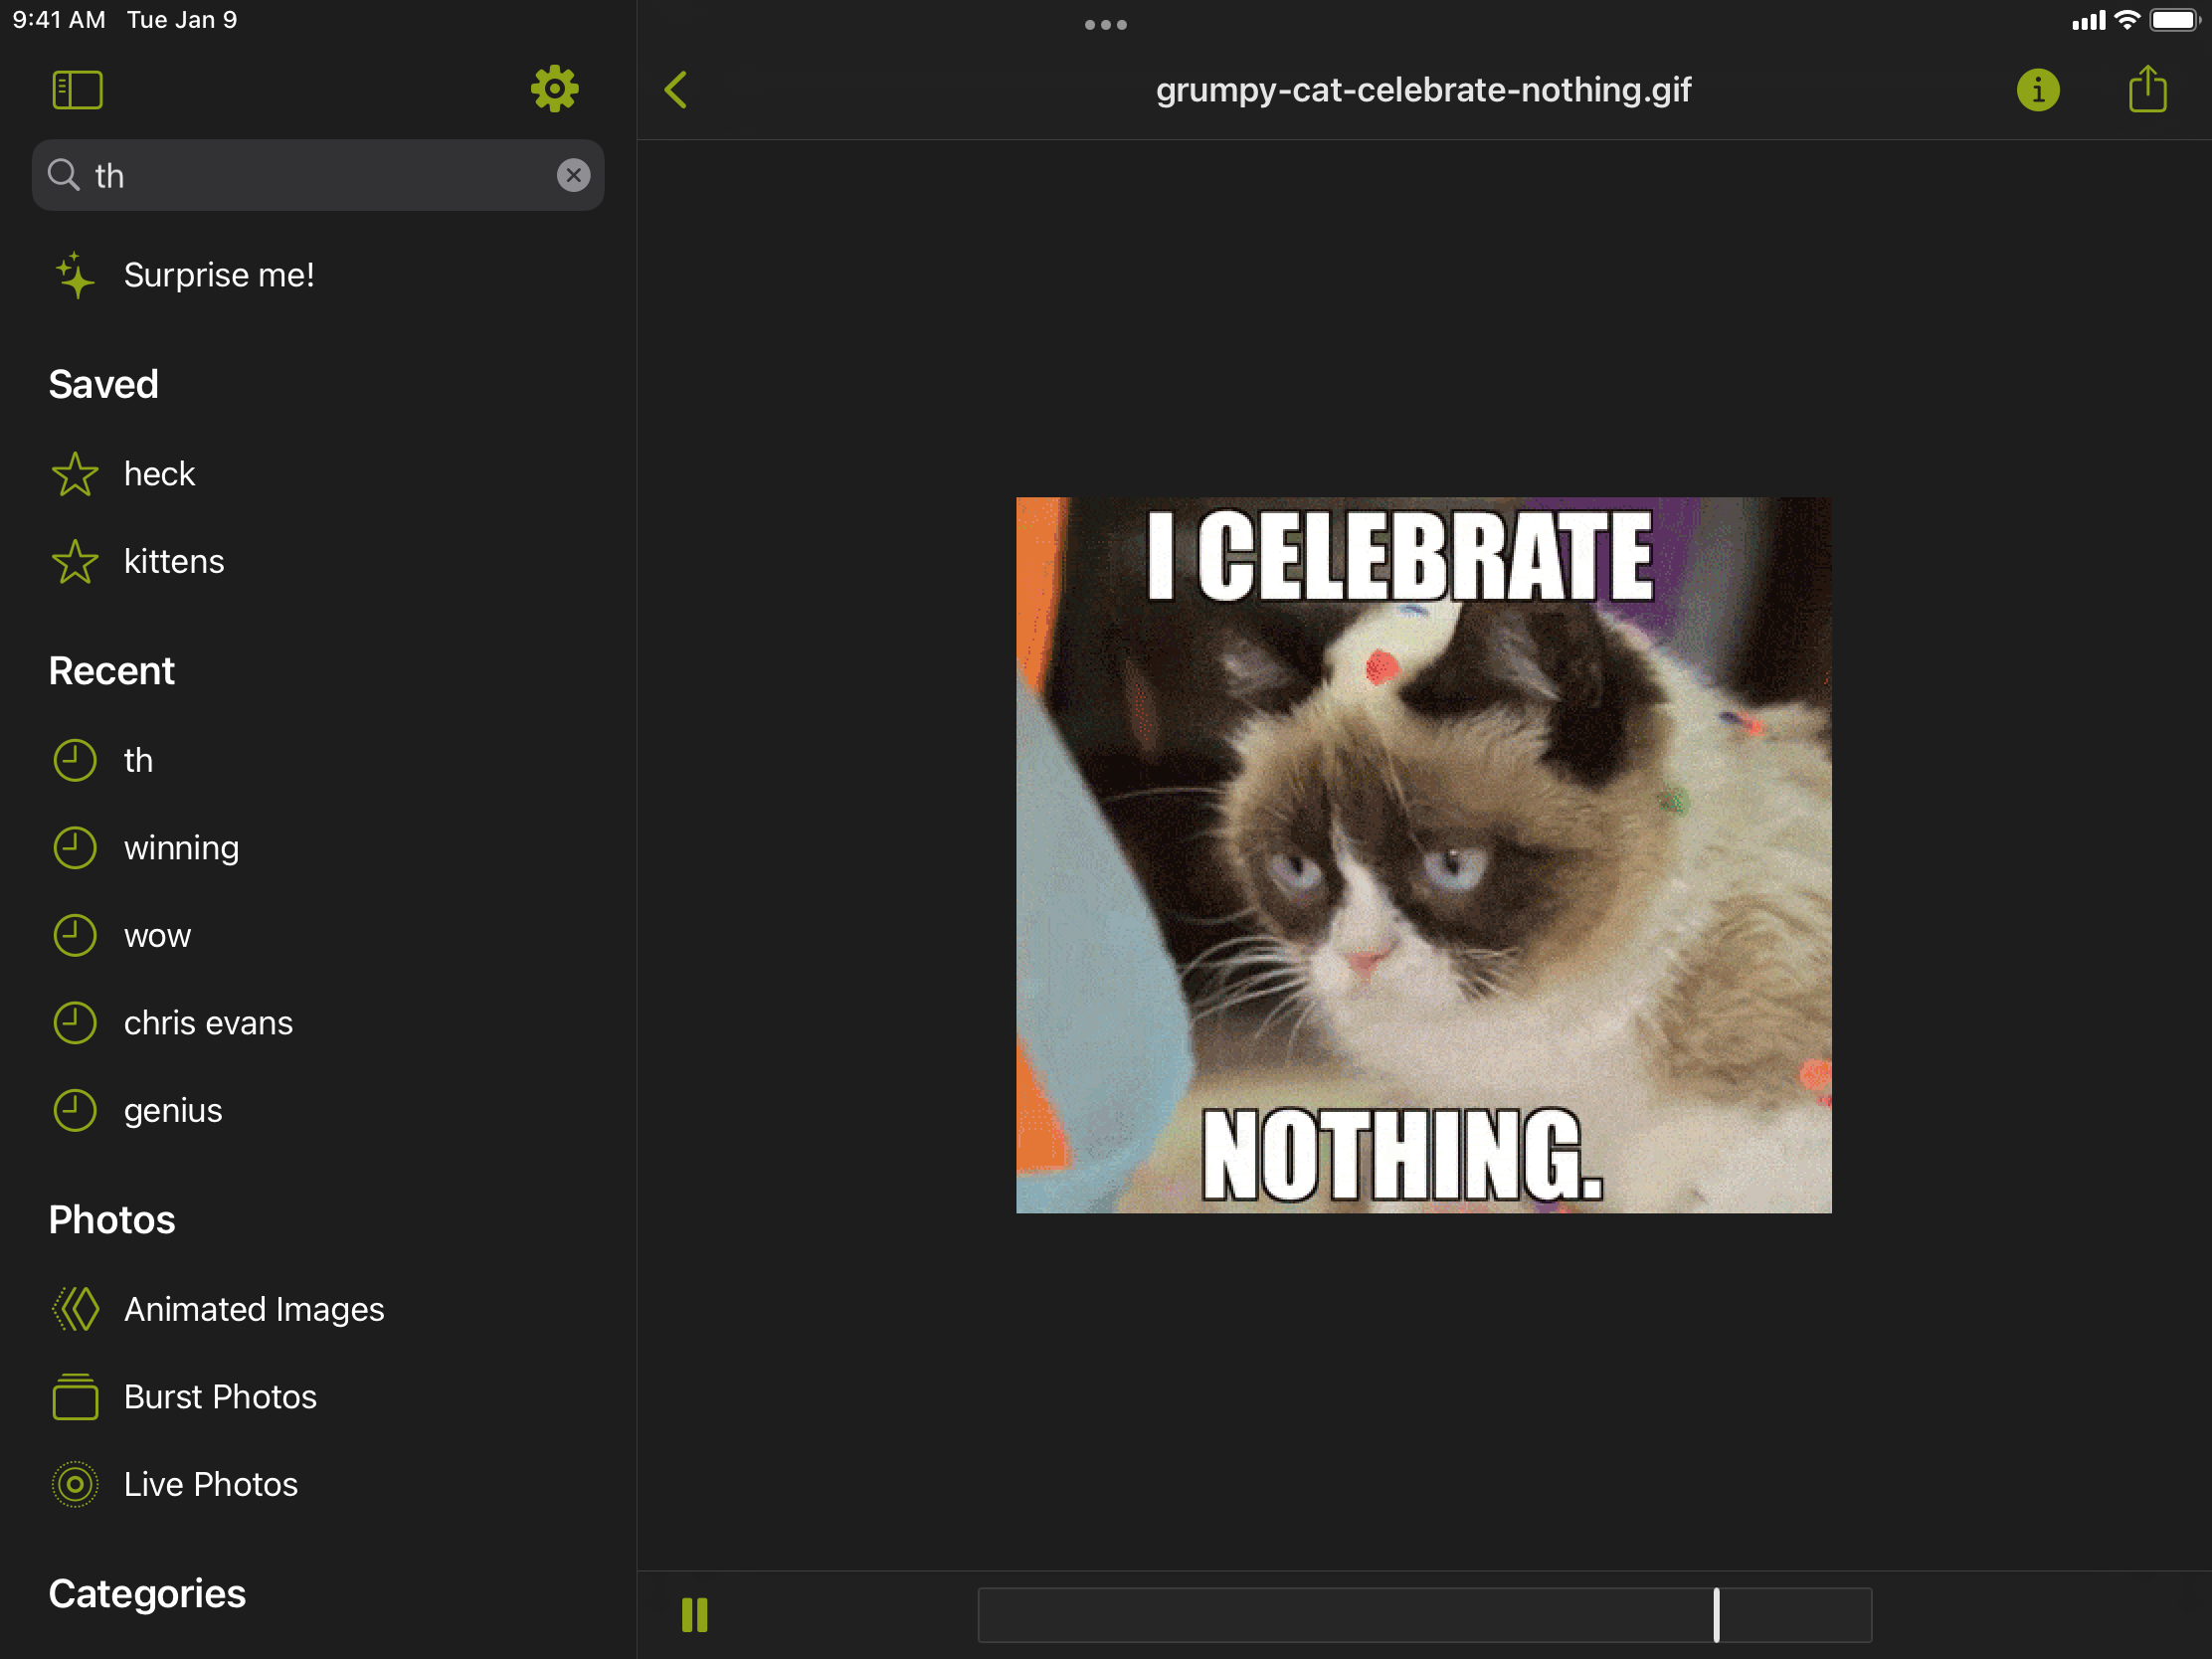 9:41 AM Tue Jan 9
grumpy-cat-celebrate-nothing.gif
th
Surprise me!
Saved
heck
kittens
Recent
th
winning
wow
chris evans
genius
Photos
Animated Images
Burst Photos
Live Photos
Categories
I CELEBRATE
NOTHING.